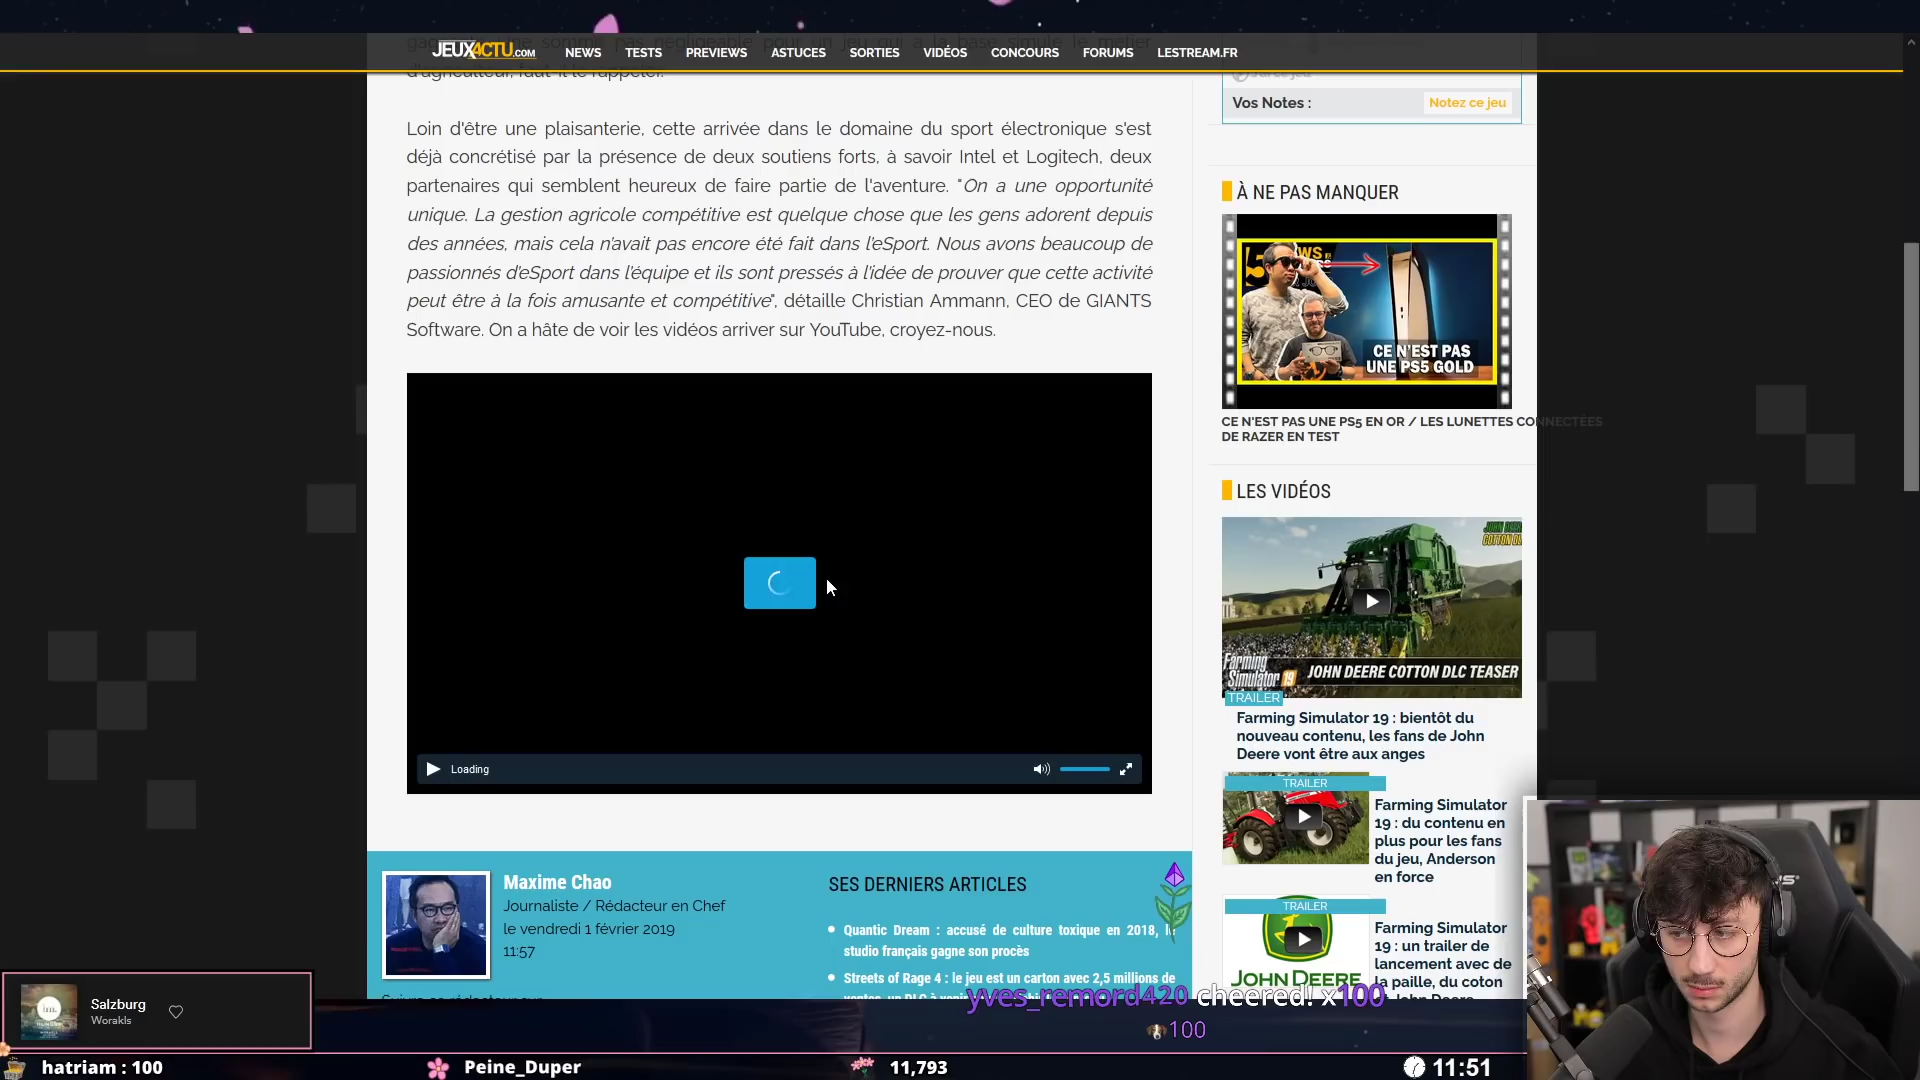 JEUXACTU.COM
NEWS TESTS PREVIEWS ASTUCES SORTIES VIDÉOS CONCOURS FORUMS LESTREAM.FR
d'agriculteur, faut-il le rappeler.
Loin d'être une plaisanterie, cette arrivée dans le domaine du sport électronique s'est
déjà concrétisé par la présence de deux soutiens forts, à savoir Intel et Logitech, deux
partenaires qui semblent heureux de faire partie de l'aventure. "On a une opportunité
unique. La gestion agricole compétitive est quelque chose que les gens adorent depuis
des années, mais cela n'avait pas encore été fait dans l'eSport. Nous avons beaucoup de
passionnés d'eSport dans l'équipe et ils sont pressés à l'idée de prouver que cette activité
peut être à la fois amusante et compétitive", détaille Christian Ammann, CEO de GIANTS
Software. On a hâte de voir les vidéos arriver sur YouTube, croyez-nous.
Loading
Maxime Chao
Journaliste / Rédacteur en Chef
le vendredi 1 février 2019
11:57
SES DERNIERS ARTICLES
Quantic Dream : accusé de culture toxique en 2018, le
studio français gagne son procès
Streets of Rage 4 : le jeu est un carton avec 2,5 millions de
Vos Notes :
Notez ce jeu
À NE PAS MANQUER
CE N'EST PAS
UNE PS5 GOLD
CE N'EST PAS UNE PS5 EN OR / LES LUNETTES CONNECTÉES
DE RAZER EN TEST
LES VIDÉOS
JOHN DEERE
Farming
Simulator 19
JOHN DEERE COTTON DLC TEASER
TRAILER
Farming Simulator 19 : bientôt du
nouveau contenu, les fans de John
Deere vont être aux anges
TRAILER
Farming Simulator
19 : du contenu en
plus pour les fans
du jeu, Anderson
en force
TRAILER
JOHN DEERE
Farming Simulator
19 : un trailer de
lancement avec de
la paille, du coton
et John Deere
yves_remord420 cheered! x100
100
Salzburg
Worakls
hatriam : 100
Peine_Duper
11,793
11:51